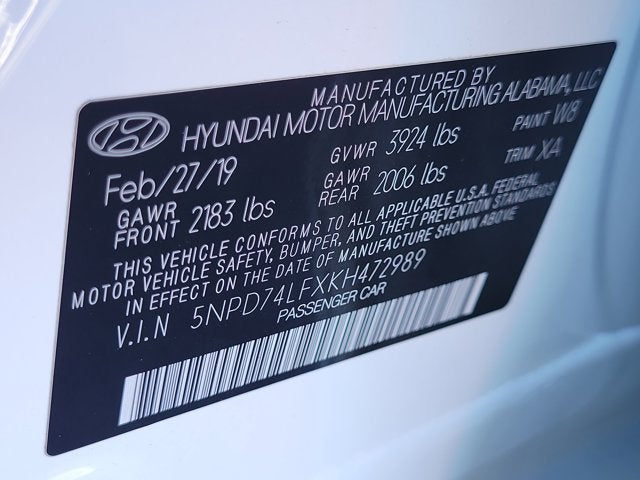 MANUFACTURED BY
HYUNDAI MOTOR MANUFACTURING ALABAMA, LLC
Feb/27/19 GVWR 3924 lbs PAINT W8
GAWR FRONT 2183 lbs GAWR REAR 2006 lbs TRIM XA
THIS VEHICLE CONFORMS TO ALL APPLICABLE U.S.A. FEDERAL
MOTOR VEHICLE SAFETY, BUMPER, AND THEFT PREVENTION STANDARDS
IN EFFECT ON THE DATE OF MANUFACTURE SHOWN ABOVE
V.I.N 5NPD74LFXKH472989
PASSENGER CAR